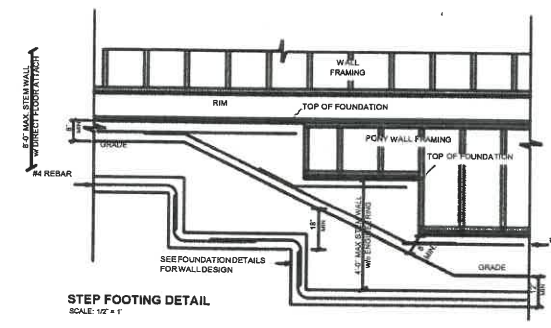 WALL
FRAMING
RIM
TOP OF FOUNDATION
8'-0" MAX. STEM WALL
w/ DIRECT FLOOR ATTACH
8"
MIN
GRADE
PONY WALL FRAMING
TOP OF FOUNDATION
#4 REBAR
18"
MIN
4'-0" MAX STEM WALL
8"
MIN.
SEE FOUNDATION DETAILS
FOR WALL DESIGN
GRADE
12"
MIN
STEP FOOTING DETAIL
SCALE: 1/2" = 1'